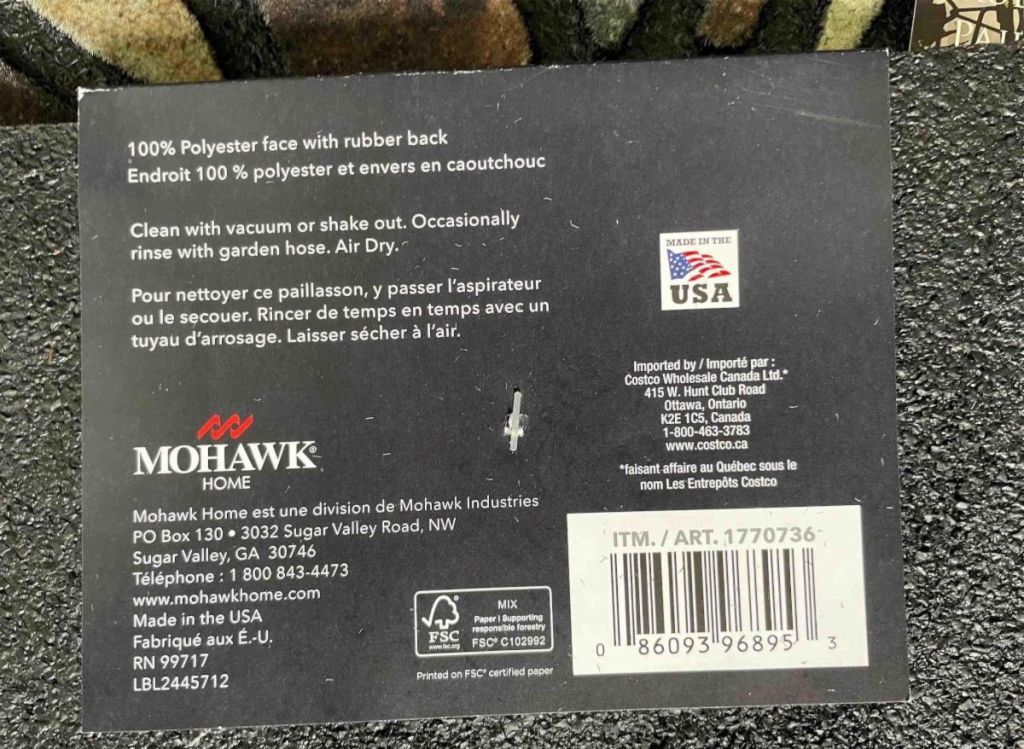 100% Polyester face with rubber back
Endroit 100 % polyester et envers en caoutchouc
Clean with vacuum or shake out. Occasionally
rinse with garden hose. Air Dry.
Pour nettoyer ce paillasson, y passer l'aspirateur
ou le secouer. Rincer de temps en temps avec un
tuyau d'arrosage. Laisser sécher à l'air.
MOHAWK®
HOME
Mohawk Home est une division de Mohawk Industries
PO Box 130 • 3032 Sugar Valley Road, NW
Sugar Valley, GA 30746
Téléphone : 1 800 843-4473
www.mohawkhome.com
Made in the USA
Fabriqué aux É.-U.
RN 99717
LBL2445712
FSC
www.fsc.org
MIX
Paper | Supporting
responsible forestry
FSC® C102992
Printed on FSC® certified paper
MADE IN THE
USA
Imported by / Importé par :
Costco Wholesale Canada Ltd.*
415 W. Hunt Club Road
Ottawa, Ontario
K2E 1C5, Canada
1-800-463-3783
www.costco.ca
*faisant affaire au Québec sous le
nom Les Entrepôts Costco
ITM. / ART. 1770736
0 86093 96895 3